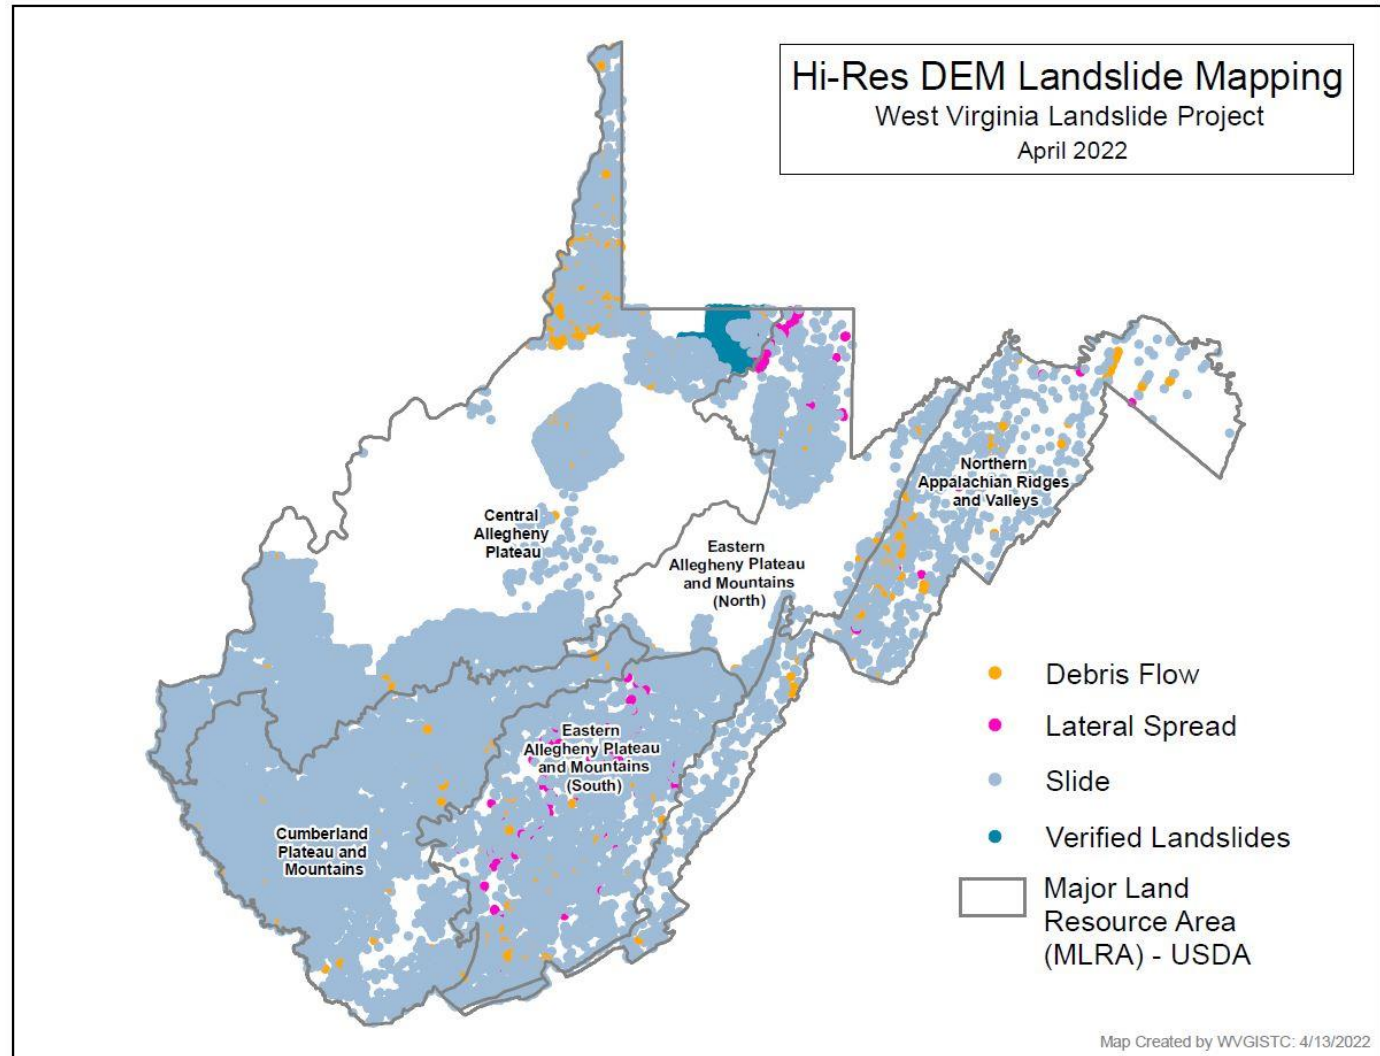 Hi-Res DEM Landslide Mapping
West Virginia Landslide Project
April 2022
Northern
Appalachian Ridges
and Valleys
Central
Allegheny
Plateau
Eastern
Allegheny Plateau
and Mountains
(North)
Eastern
Allegheny Plateau
and Mountains
(South)
Cumberland
Plateau and
Mountains
Debris Flow
Lateral Spread
Slide
Verified Landslides
Major Land
Resource Area
(MLRA) - USDA
Map Created by WVGISTC: 4/13/2022